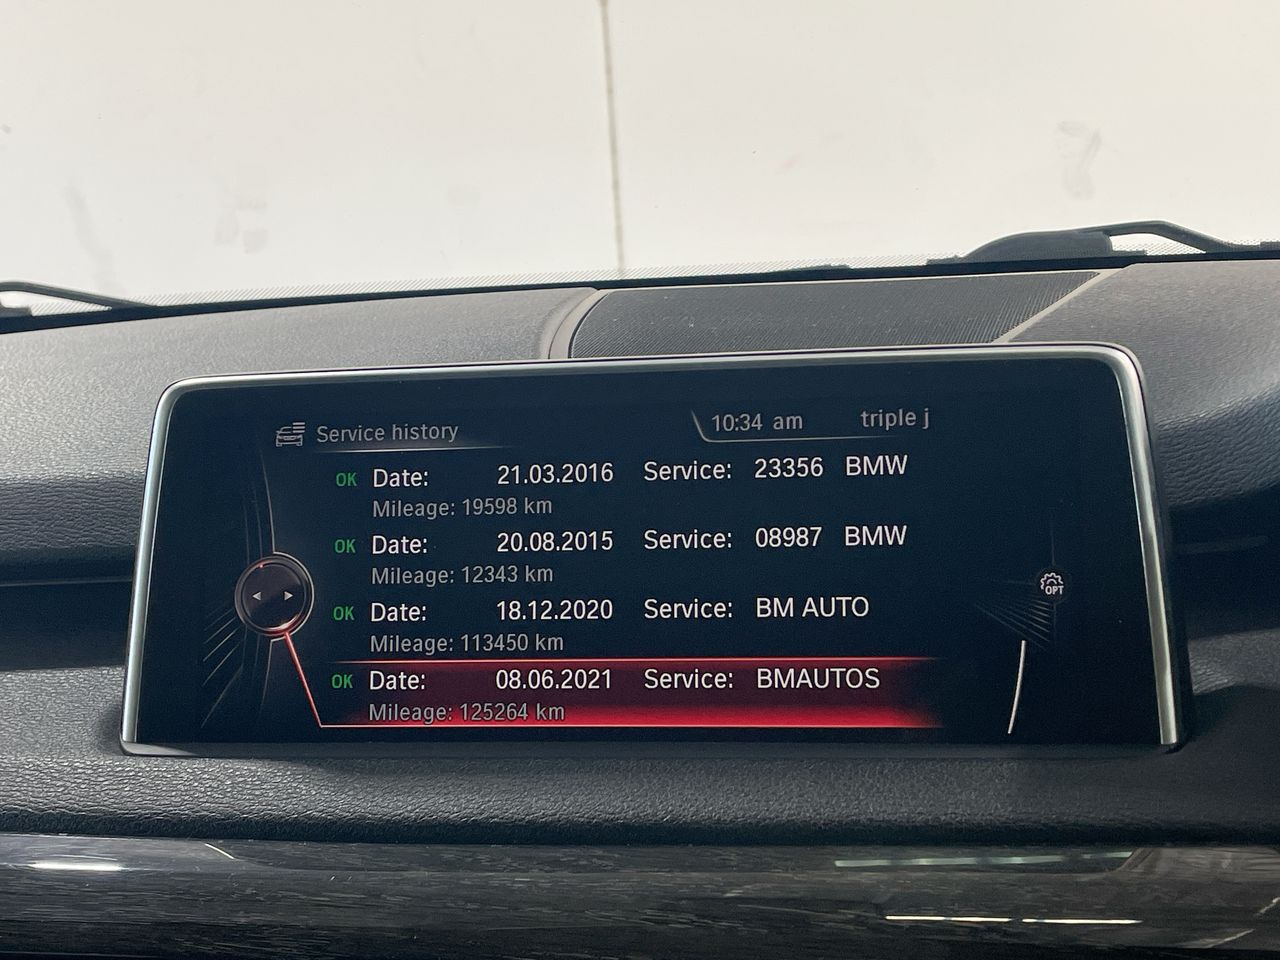 Service history 10:34 am triple j
OK Date: 21.03.2016 Service: 23356 BMW
Mileage: 19598 km
OK Date: 20.08.2015 Service: 08987 BMW
Mileage: 12343 km
OK Date: 18.12.2020 Service: BM AUTO
Mileage: 113450 km
OPT
OK Date: 08.06.2021 Service: BMAUTOS
Mileage: 125264 km